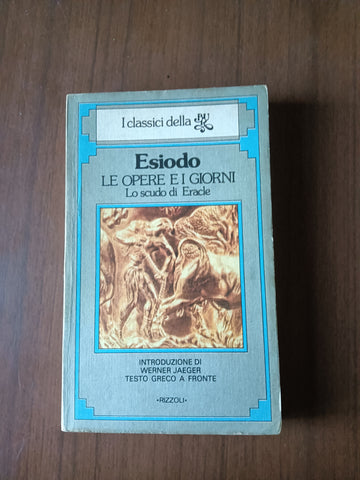 I classici della BUR
Esiodo
LE OPERE E I GIORNI
Lo scudo di Eracle
INTRODUZIONE DI
WERNER JAEGER
TESTO GRECO A FRONTE
•RIZZOLI•